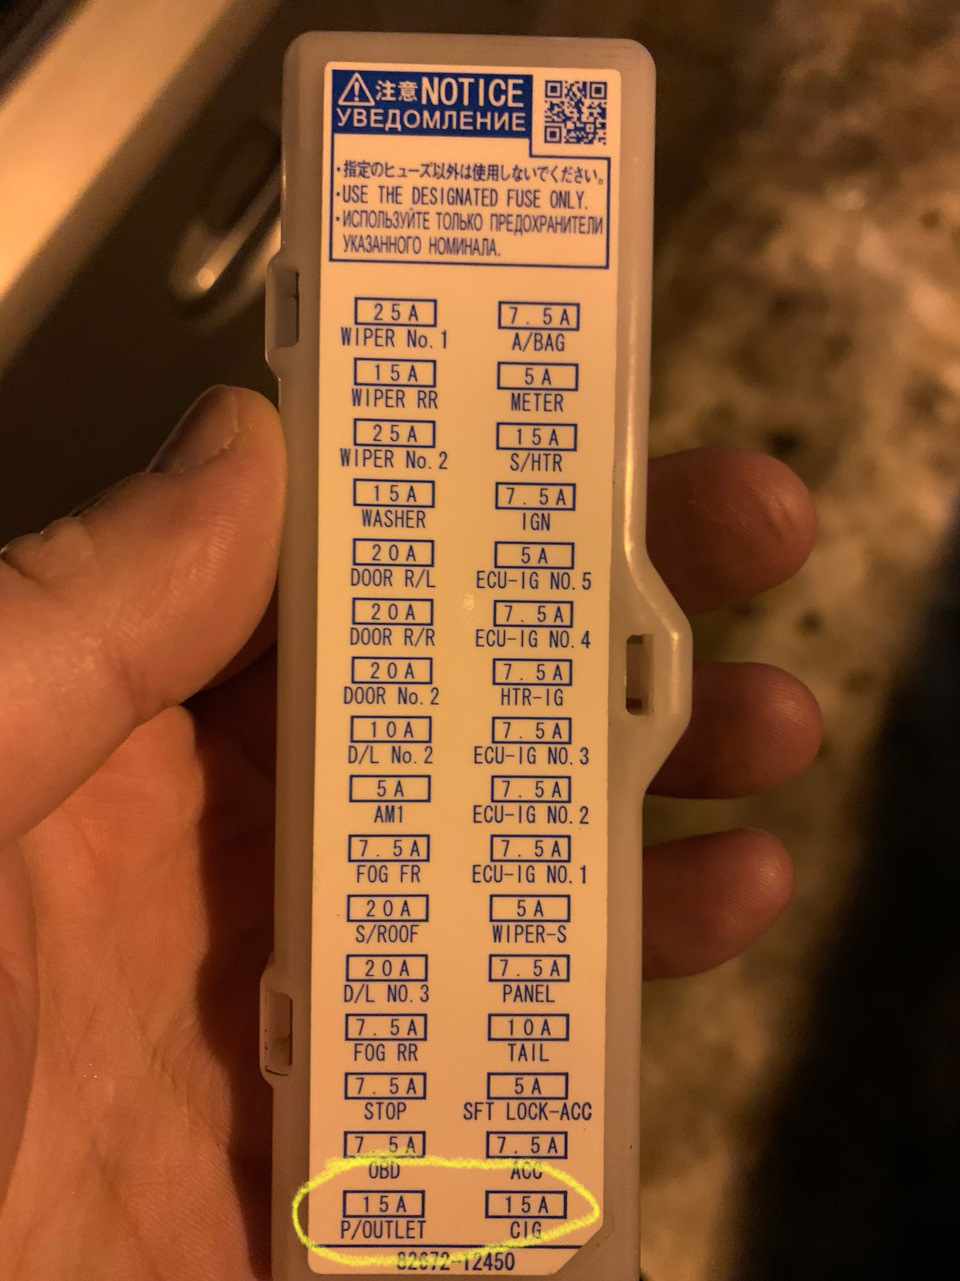 注意 NOTICE
УВЕДОМЛЕНИЕ
・指定のヒューズ以外は使用しないでください。
・USE THE DESIGNATED FUSE ONLY.
・ИСПОЛЬЗУЙТЕ ТОЛЬКО ПРЕДОХРАНИТЕЛИ
УКАЗАННОГО НОМИНАЛА.
25A
WIPER No.1
15A
WIPER RR
25A
WIPER No.2
15A
WASHER
20A
DOOR R/L
20A
DOOR R/R
20A
DOOR No.2
10A
D/L No.2
5A
AM1
7.5A
FOG FR
20A
S/ROOF
20A
D/L NO.3
7.5A
FOG RR
7.5A
STOP
7.5A
OBD
15A
P/OUTLET
7.5A
A/BAG
5A
METER
15A
S/HTR
7.5A
IGN
5A
ECU-IG NO.5
7.5A
ECU-IG NO.4
7.5A
HTR-IG
7.5A
ECU-IG NO.3
7.5A
ECU-IG NO.2
7.5A
ECU-IG NO.1
5A
WIPER-S
7.5A
PANEL
10A
TAIL
5A
SFT LOCK-ACC
7.5A
ACC
15A
CIG
82672-12450